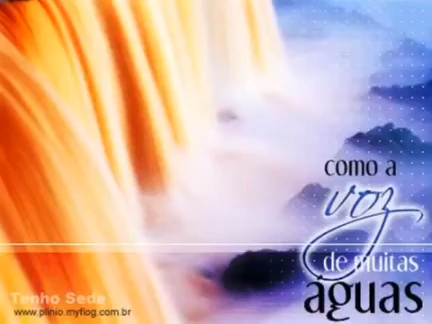 como a
voz
de muitas
águas
Tenho Sede
www.plinio.myflog.com.br